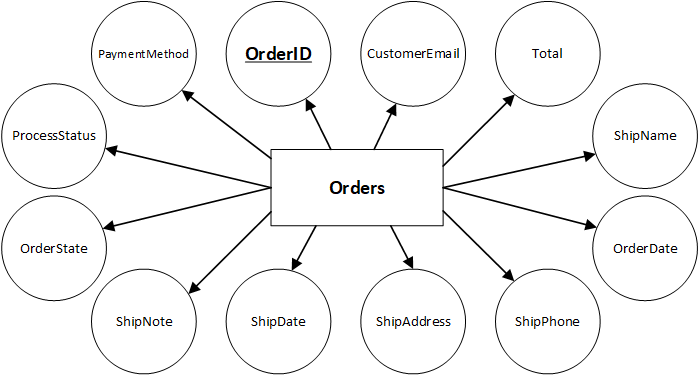 PaymentMethod
OrderID
CustomerEmail
Total
ProcessStatus
ShipName
Orders
OrderState
OrderDate
ShipNote
ShipDate
ShipAddress
ShipPhone